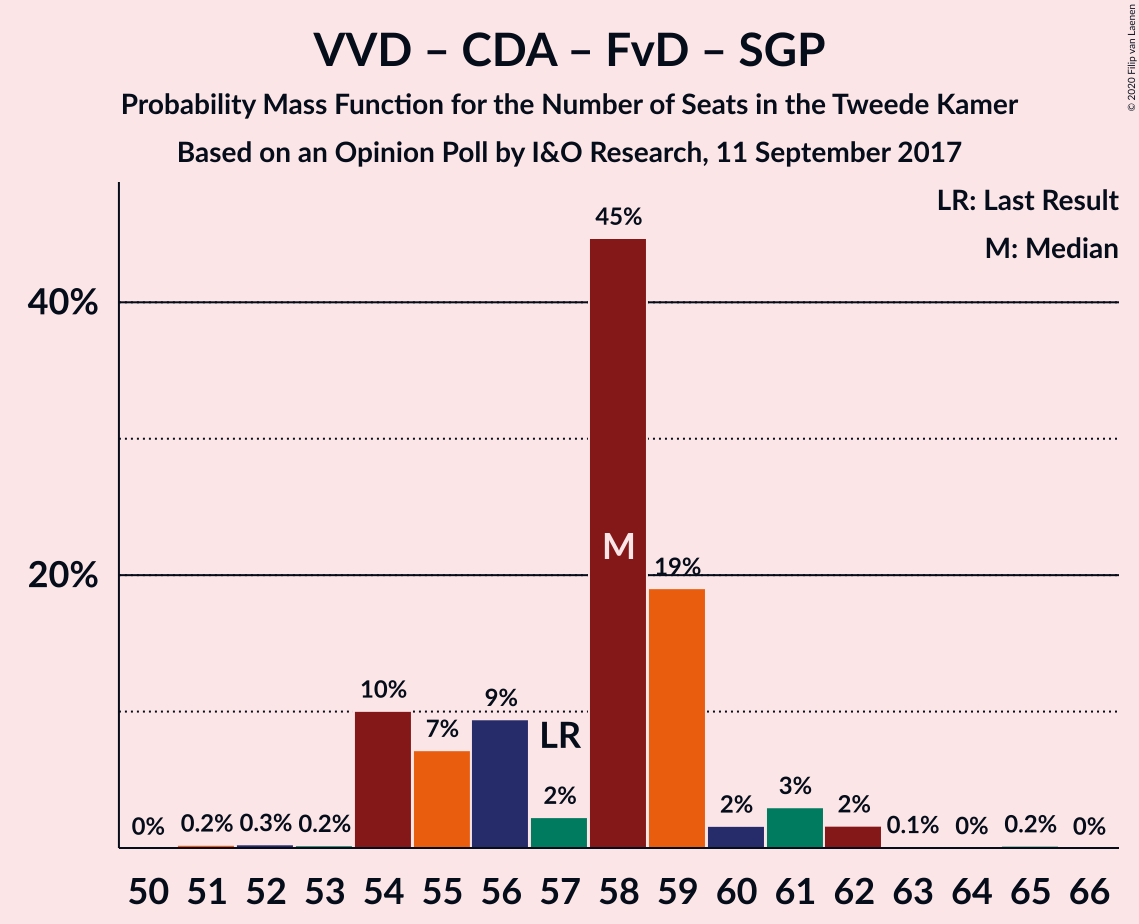 VVD – CDA – FvD – SGP
Probability Mass Function for the Number of Seats in the Tweede Kamer
Based on an Opinion Poll by I&O Research, 11 September 2017
© 2020 Filip van Laenen
LR: Last Result
M: Median
40%
20%
0%
0.2%
0.3%
0.2%
10%
7%
9%
2%
45%
19%
2%
3%
2%
0.1%
0%
0.2%
0%
LR
M
50 51 52 53 54 55 56 57 58 59 60 61 62 63 64 65 66